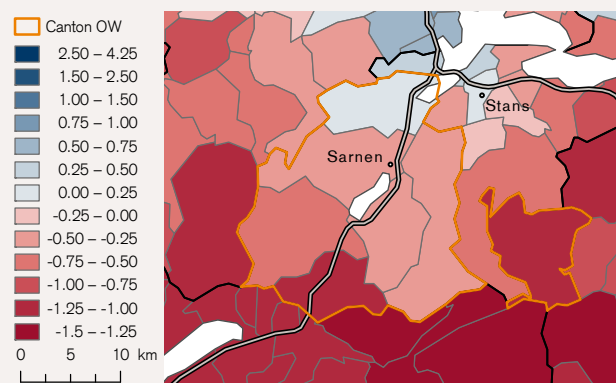 Canton OW
2.50 – 4.25
1.50 – 2.50
1.00 – 1.50
0.75 – 1.00
0.50 – 0.75
0.25 – 0.50
0.00 – 0.25
-0.25 – 0.00
-0.50 – -0.25
-0.75 – -0.50
-1.00 – -0.75
-1.25 – -1.00
-1.5 – -1.25
0 5 10 km
Stans
Sarnen